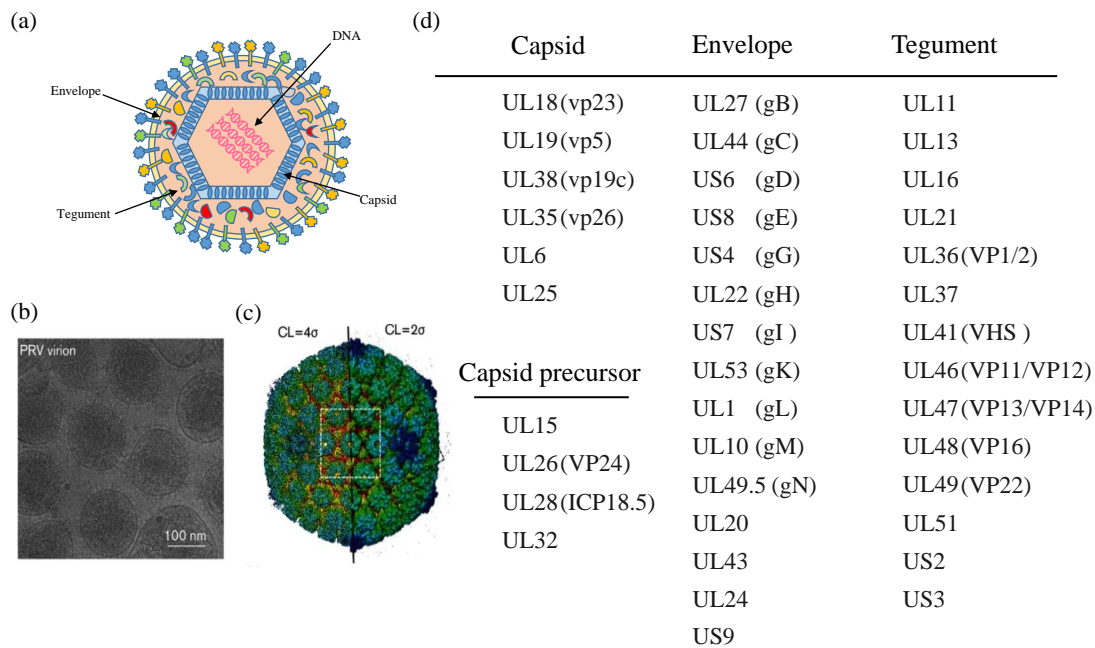 (a)
DNA
Envelope
Tegument
Capsid
(b)
PRV virion
100 nm
(c)
CL=4σ
CL=2σ
(d)
Capsid
UL18(vp23)
UL19(vp5)
UL38(vp19c)
UL35(vp26)
UL6
UL25
Capsid precursor
UL15
UL26(VP24)
UL28(ICP18.5)
UL32
Envelope
UL27 (gB)
UL44 (gC)
US6 (gD)
US8 (gE)
US4 (gG)
UL22 (gH)
US7 (gI )
UL53 (gK)
UL1 (gL)
UL10 (gM)
UL49.5 (gN)
UL20
UL43
UL24
US9
Tegument
UL11
UL13
UL16
UL21
UL36(VP1/2)
UL37
UL41(VHS )
UL46(VP11/VP12)
UL47(VP13/VP14)
UL48(VP16)
UL49(VP22)
UL51
US2
US3